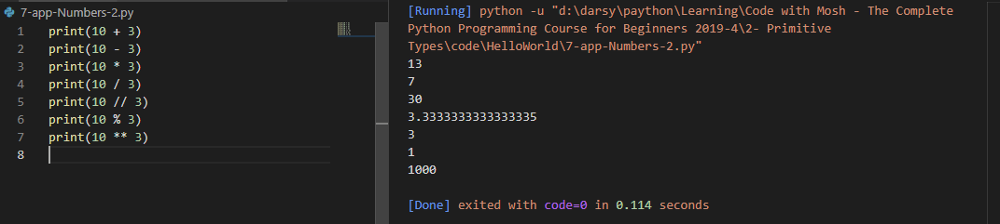 7-app-Numbers-2.py
1 print(10 + 3)
2 print(10 - 3)
3 print(10 * 3)
4 print(10 / 3)
5 print(10 // 3)
6 print(10 % 3)
7 print(10 ** 3)
8
[Running] python -u "d:\darsy\paython\Learning\Code with Mosh - The Complete
Python Programming Course for Beginners 2019-4\2- Primitive
Types\code\HelloWorld\7-app-Numbers-2.py"
13
7
30
3.3333333333333335
3
1
1000
[Done] exited with code=0 in 0.114 seconds